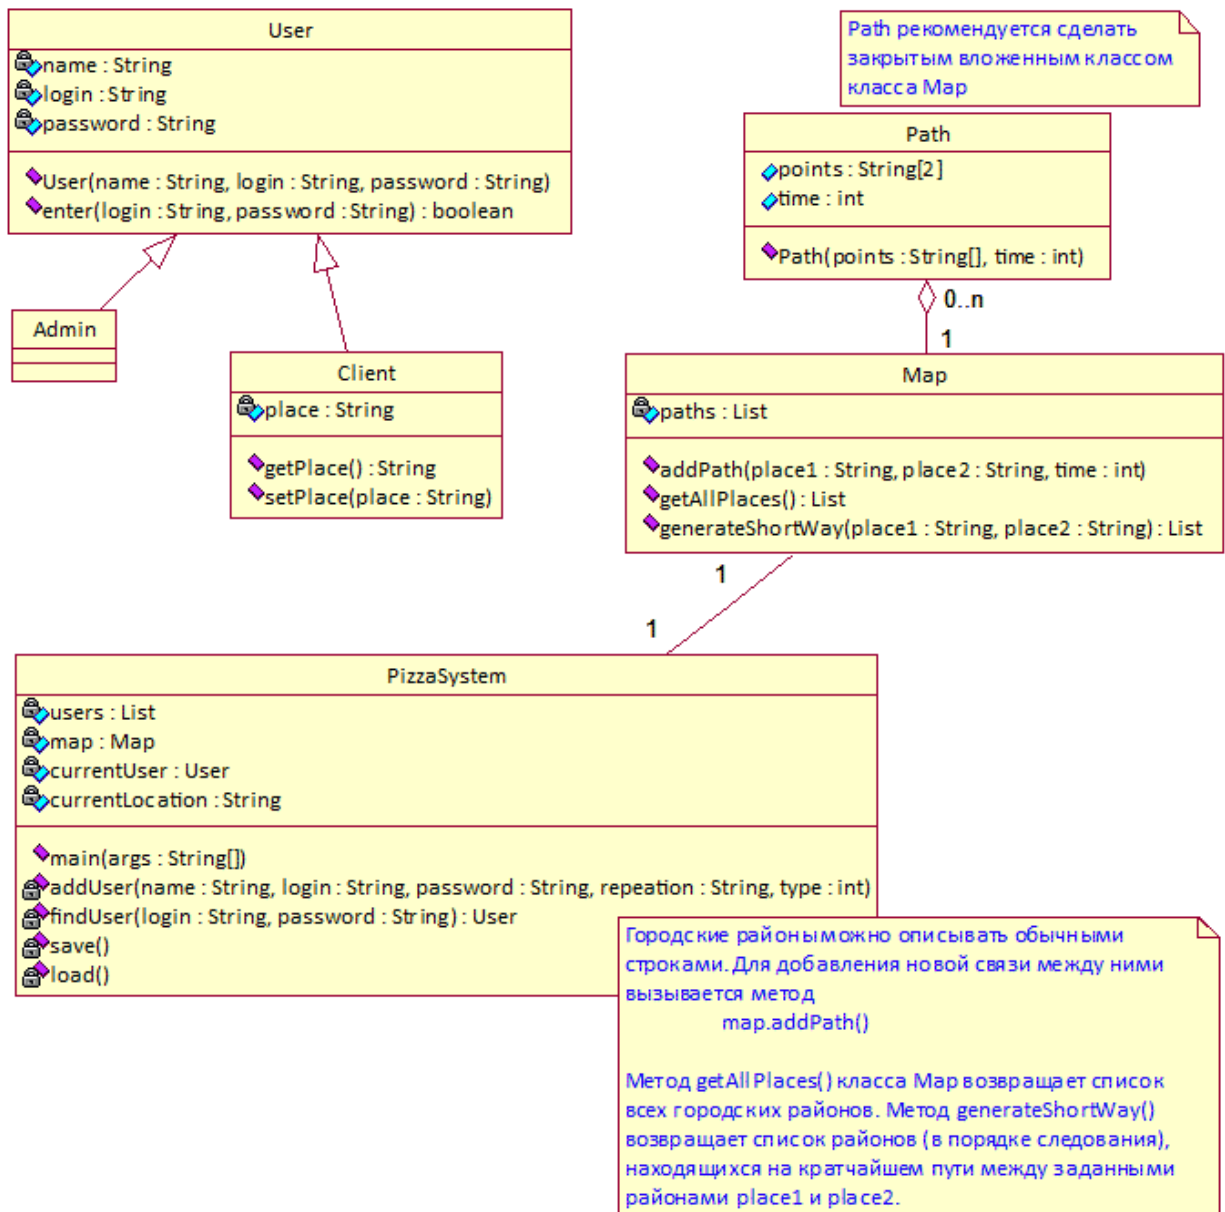 User
name : String
login : String
password : String
User(name : String, login : String, password : String)
enter(login : String, password : String) : boolean
Path рекомендуется сделать
закрытым вложенным классом
класса Map
Path
points : String[2]
time : int
Path(points : String[], time : int)
0..n
1
Admin
Client
place : String
getPlace() : String
setPlace(place : String)
Map
paths : List
addPath(place1 : String, place2 : String, time : int)
getAllPlaces() : List
generateShortWay(place1 : String, place2 : String) : List
1
1
PizzaSystem
users : List
map : Map
currentUser : User
currentLocation : String
main(args : String[])
addUser(name : String, login : String, password : String, repeation : String, type : int)
findUser(login : String, password : String) : User
save()
load()
Городские районы можно описывать обычными
строками. Для добавления новой связи между ними
вызывается метод
map.addPath()
Метод getAllPlaces() класса Map возвращает список
всех городских районов. Метод generateShortWay()
возвращает список районов (в порядке следования),
находящихся на кратчайшем пути между заданными
районами place1 и place2.